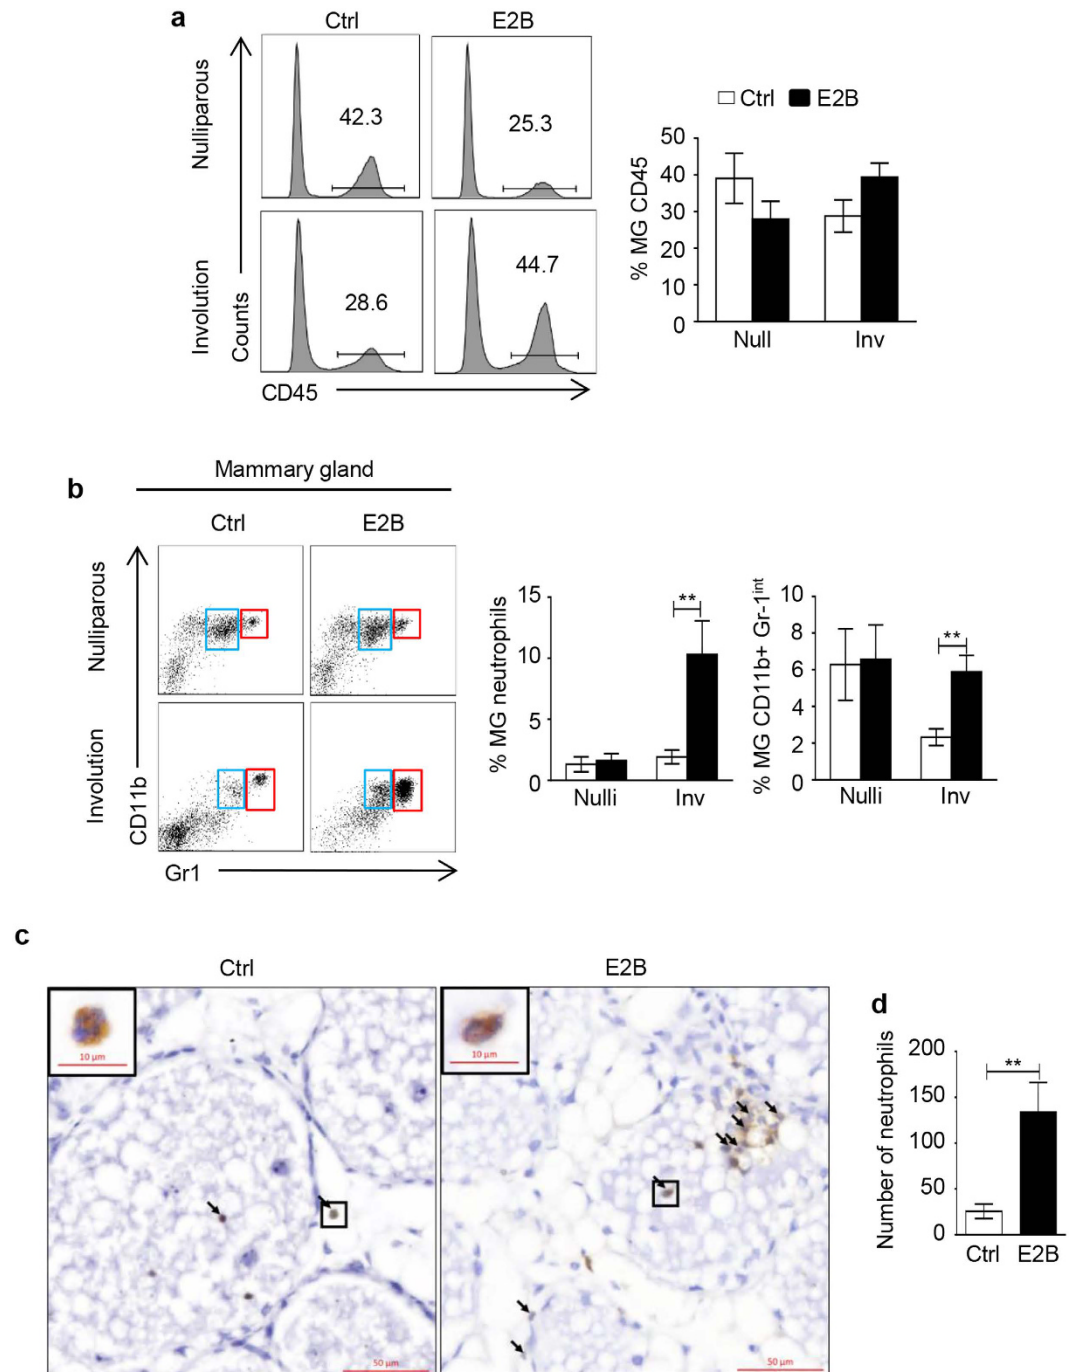 a
Ctrl
E2B
Nulliparous
42.3
25.3
Involution
Counts
28.6
44.7
CD45
Ctrl E2B
% MG CD45
50
40
30
20
10
0
Null Inv
b
Mammary gland
Ctrl E2B
Nulliparous
Involution
CD11b
Gr1
% MG neutrophils
15
10
5
0
**
Nulli Inv
% MG CD11b+ Gr-1int
10
8
6
4
2
0
**
Nulli Inv
c
Ctrl E2B
10 µm
50 µm
10 µm
50 µm
d
Number of neutrophils
200
150
100
50
0
**
Ctrl E2B